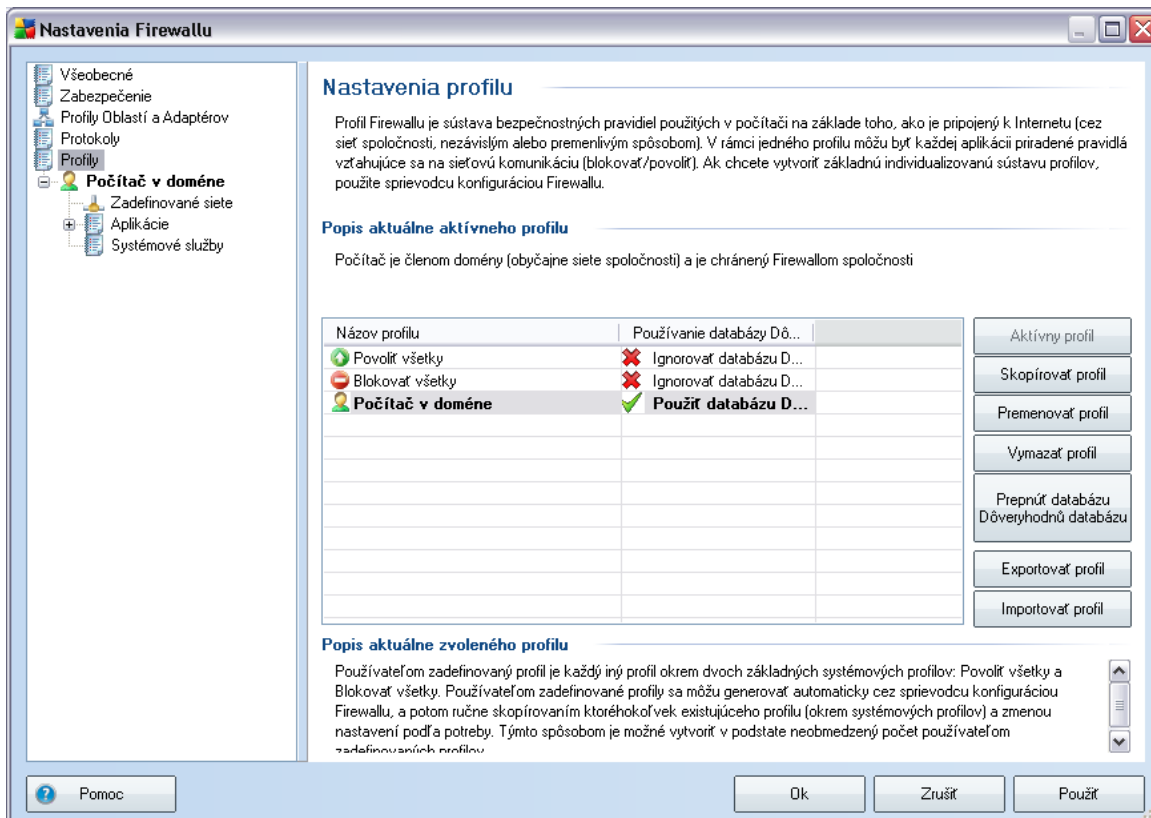 Nastavenia Firewallu
Všeobecné
Zabezpečenie
Profily Oblastí a Adaptérov
Protokoly
Profily
Počítač v doméne
Zadefinované siete
Aplikácie
Systémové služby
Nastavenia profilu
Profil Firewallu je sústava bezpečnostných pravidiel použitých v počítači na základe toho, ako je pripojený k Internetu (cez
sieť spoločnosti, nezávislým alebo premenlivým spôsobom). V rámci jedného profilu môžu byť každej aplikácii priradené pravidlá
vzťahujúce sa na sieťovú komunikáciu (blokovať/povoliť). Ak chcete vytvoriť základnú individualizovanú sústavu profilov,
použite sprievodcu konfiguráciou Firewallu.
Popis aktuálne aktívneho profilu
Počítač je členom domény (obyčajne siete spoločnosti) a je chránený Firewallom spoločnosti
Názov profilu Používanie databázy Dô...
Povoliť všetky Ignorovať databázu D...
Blokovať všetky Ignorovať databázu D...
Počítač v doméne Použiť databázu D...
Aktívny profil
Skopírovať profil
Premenovať profil
Vymazať profil
Prepnúť databázu
Dôveryhodnů databázu
Exportovať profil
Importovať profil
Popis aktuálne zvoleného profilu
Používateľom zadefinovaný profil je každý iný profil okrem dvoch základných systémových profilov: Povoliť všetky a
Blokovať všetky. Používateľom zadefinované profily sa môžu generovať automaticky cez sprievodcu konfiguráciou
Firewallu, a potom ručne skopírovaním ktoréhokoľvek existujúceho profilu (okrem systémových profilov) a zmenou
nastavení podľa potreby. Týmto spôsobom je možné vytvoriť v podstate neobmedzený počet používateľom
zadefinovaných profilov
Pomoc
Ok
Zrušiť
Použiť